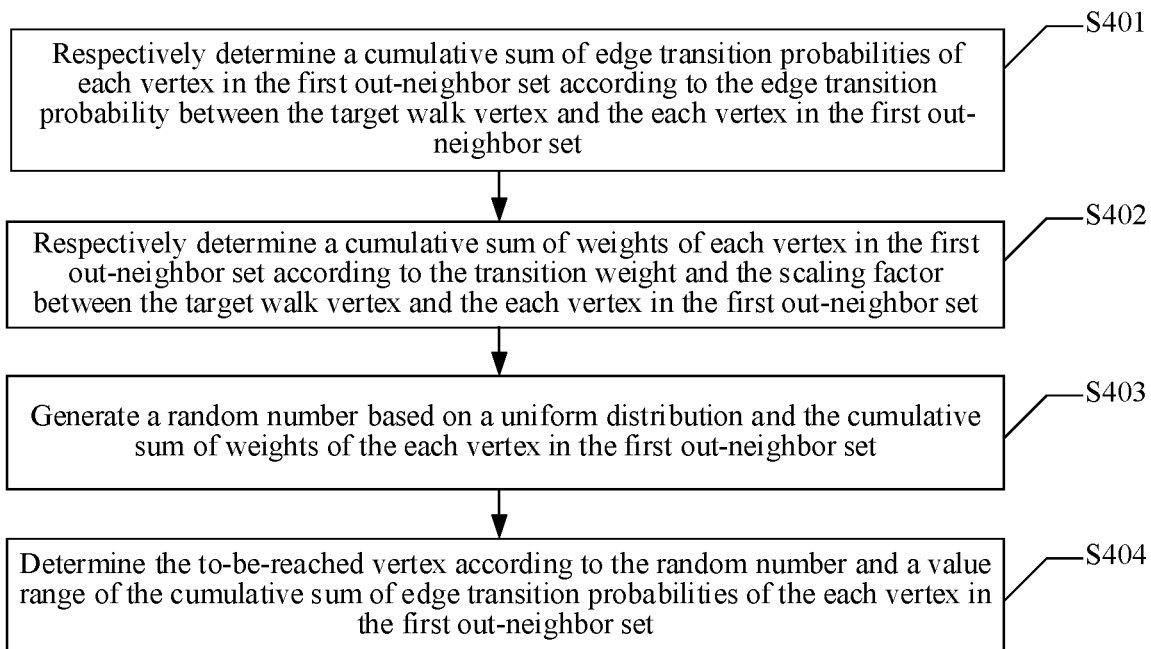 S401
Respectively determine a cumulative sum of edge transition probabilities of
each vertex in the first out-neighbor set according to the edge transition
probability between the target walk vertex and the each vertex in the first out-
neighbor set
S402
Respectively determine a cumulative sum of weights of each vertex in the first
out-neighbor set according to the transition weight and the scaling factor
between the target walk vertex and the each vertex in the first out-neighbor set
S403
Generate a random number based on a uniform distribution and the cumulative
sum of weights of the each vertex in the first out-neighbor set
S404
Determine the to-be-reached vertex according to the random number and a value
range of the cumulative sum of edge transition probabilities of the each vertex in
the first out-neighbor set